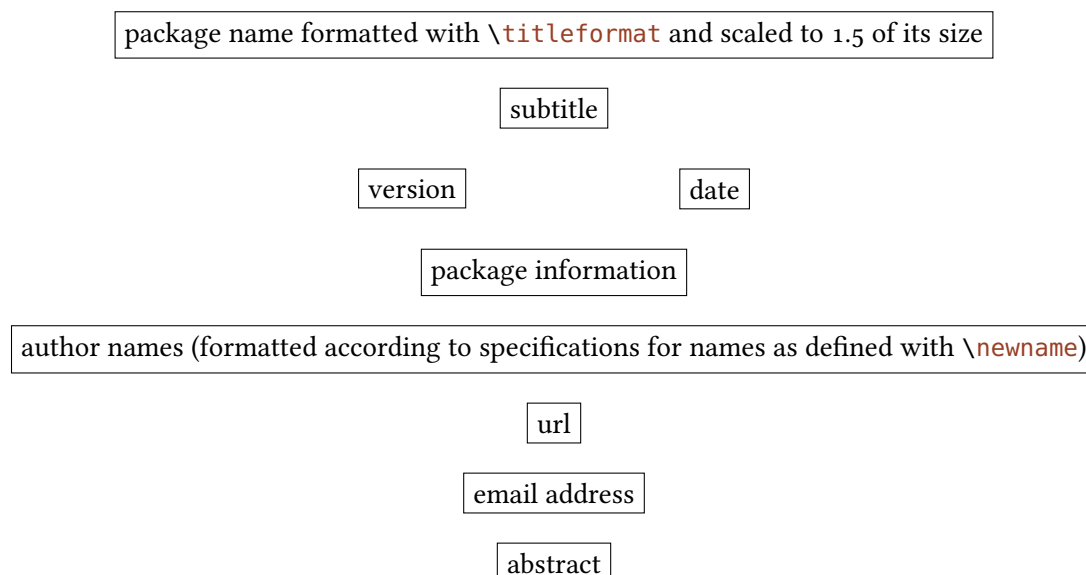 package name formatted with \titleformat and scaled to 1.5 of its size
subtitle
version date
package information
author names (formatted according to specifications for names as defined with \newname)
url
email address
abstract